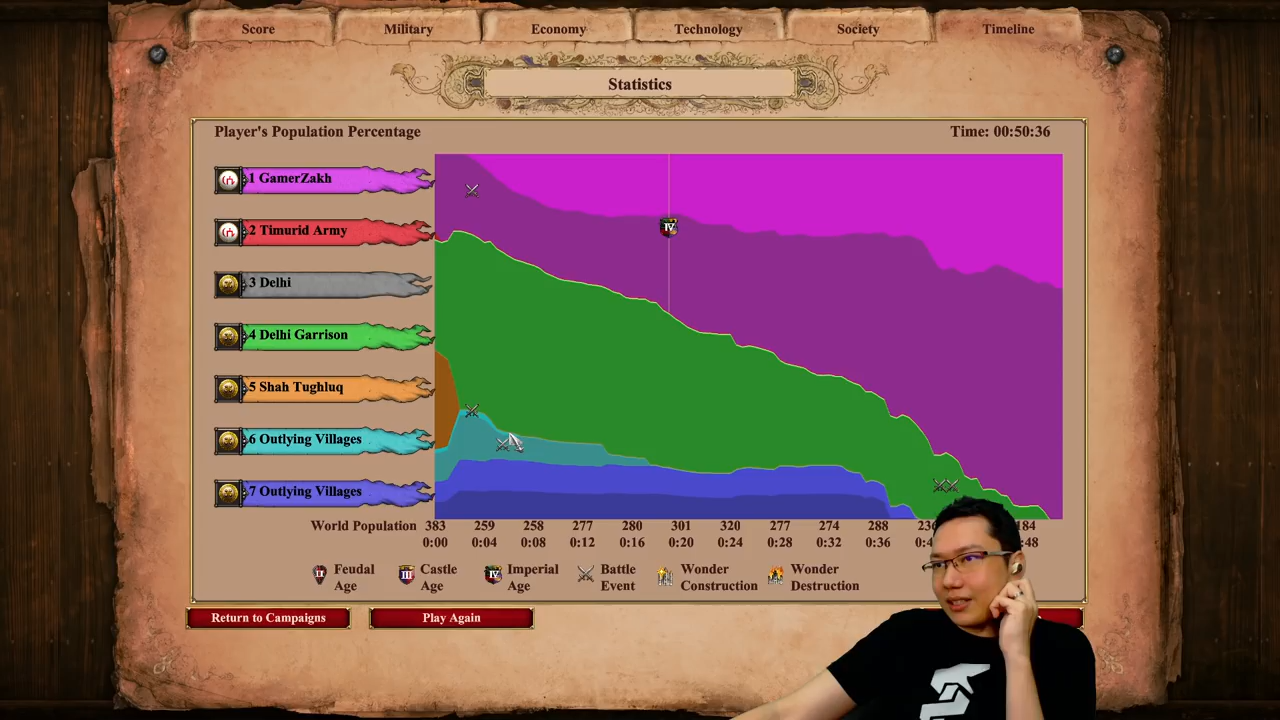 Score Military Economy Technology Society Timeline
Statistics
Player's Population Percentage Time: 00:50:36
1 GamerZakh
2 Timurid Army
3 Delhi
4 Delhi Garrison
5 Shah Tughluq
6 Outlying Villages
7 Outlying Villages
IV
World Population 383 259 258 277 280 301 320 277 274 288 184
0:00 0:04 0:08 0:12 0:16 0:20 0:24 0:28 0:32 0:36
Feudal Age
Castle Age
Imperial Age
Battle Event
Wonder Construction
Wonder Destruction
Return to Campaigns Play Again